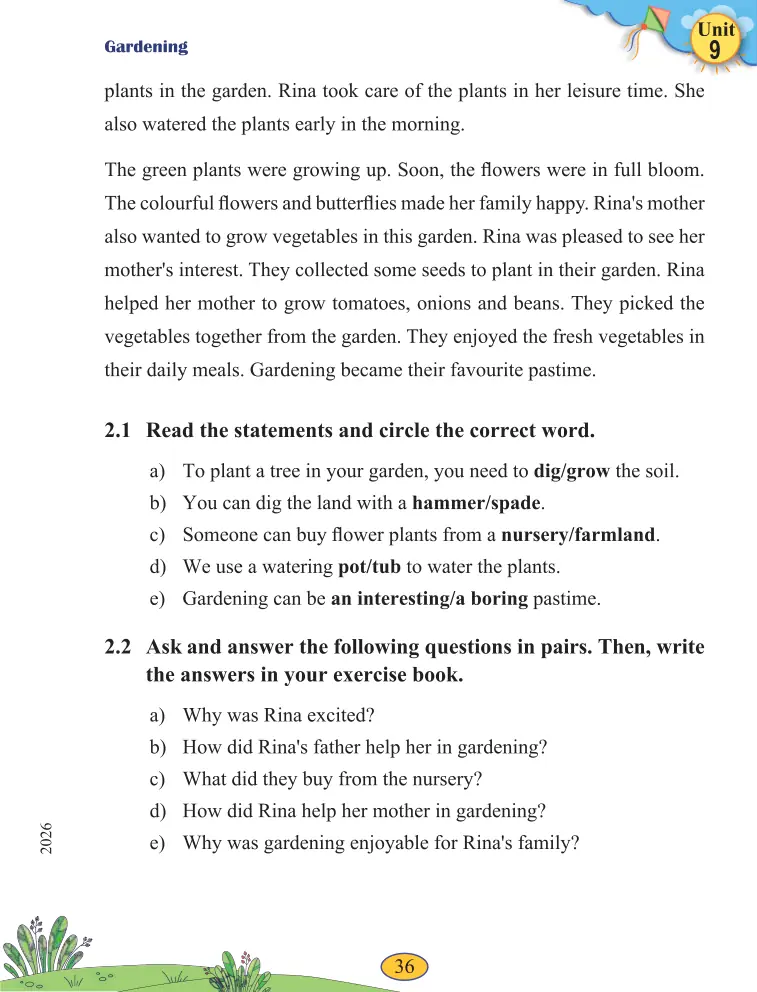 Gardening
Unit
9
plants in the garden. Rina took care of the plants in her leisure time. She
also watered the plants early in the morning.
The green plants were growing up. Soon, the flowers were in full bloom.
The colourful flowers and butterflies made her family happy. Rina's mother
also wanted to grow vegetables in this garden. Rina was pleased to see her
mother's interest. They collected some seeds to plant in their garden. Rina
helped her mother to grow tomatoes, onions and beans. They picked the
vegetables together from the garden. They enjoyed the fresh vegetables in
their daily meals. Gardening became their favourite pastime.
2.1 Read the statements and circle the correct word.
a) To plant a tree in your garden, you need to dig/grow the soil.
b) You can dig the land with a hammer/spade.
c) Someone can buy flower plants from a nursery/farmland.
d) We use a watering pot/tub to water the plants.
e) Gardening can be an interesting/a boring pastime.
2.2 Ask and answer the following questions in pairs. Then, write
the answers in your exercise book.
a) Why was Rina excited?
b) How did Rina's father help her in gardening?
c) What did they buy from the nursery?
d) How did Rina help her mother in gardening?
e) Why was gardening enjoyable for Rina's family?
2026
36